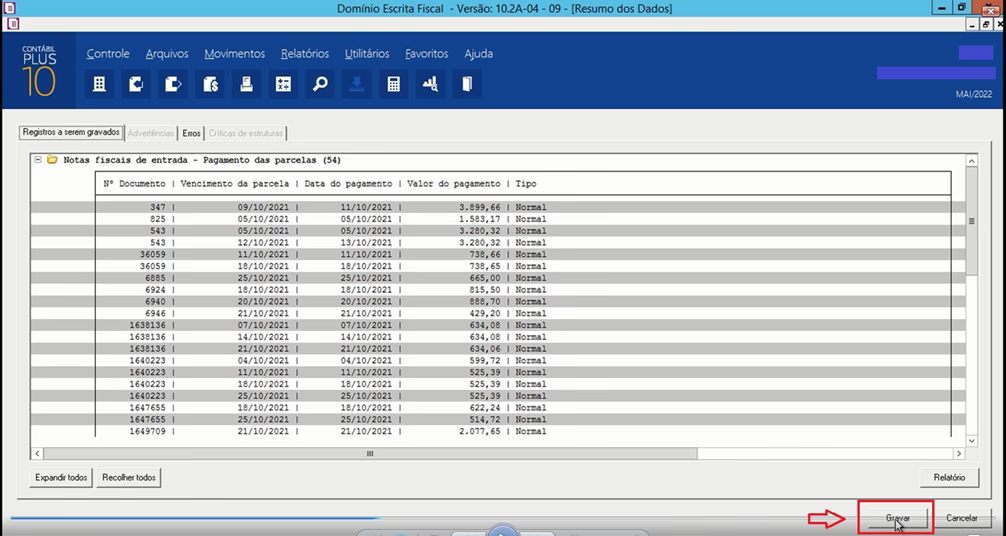 Domínio Escrita Fiscal - Versão: 10.2A-04 - 09 - [Resumo dos Dados]
CONTÁBIL
PLUS
10
Controle Arquivos Movimentos Relatórios Utilitários Favoritos Ajuda
MAI/2022
Registros a serem gravados Advertências Erros Críticas de estruturas
Notas fiscais de entrada - Pagamento das parcelas (54)
Nº Documento | Vencimento da parcela | Data do pagamento | Valor do pagamento | Tipo
347 | 09/10/2021 | 11/10/2021 | 3.899,66 | Normal
825 | 05/10/2021 | 05/10/2021 | 1.583,17 | Normal
543 | 05/10/2021 | 05/10/2021 | 3.280,32 | Normal
543 | 12/10/2021 | 13/10/2021 | 3.280,32 | Normal
36059 | 11/10/2021 | 11/10/2021 | 738,66 | Normal
36059 | 18/10/2021 | 18/10/2021 | 738,65 | Normal
6885 | 25/10/2021 | 25/10/2021 | 665,00 | Normal
6924 | 18/10/2021 | 18/10/2021 | 815,50 | Normal
6940 | 20/10/2021 | 20/10/2021 | 888,70 | Normal
6946 | 21/10/2021 | 21/10/2021 | 429,20 | Normal
1638136 | 07/10/2021 | 07/10/2021 | 634,08 | Normal
1638136 | 14/10/2021 | 14/10/2021 | 634,08 | Normal
1638136 | 21/10/2021 | 21/10/2021 | 634,06 | Normal
1640223 | 04/10/2021 | 04/10/2021 | 599,72 | Normal
1640223 | 11/10/2021 | 11/10/2021 | 525,39 | Normal
1640223 | 18/10/2021 | 18/10/2021 | 525,39 | Normal
1640223 | 25/10/2021 | 25/10/2021 | 525,39 | Normal
1647655 | 18/10/2021 | 18/10/2021 | 622,24 | Normal
1647655 | 25/10/2021 | 25/10/2021 | 514,72 | Normal
1649709 | 21/10/2021 | 21/10/2021 | 2.077,65 | Normal
Expandir todos Recolher todos Relatório
Gravar Cancelar